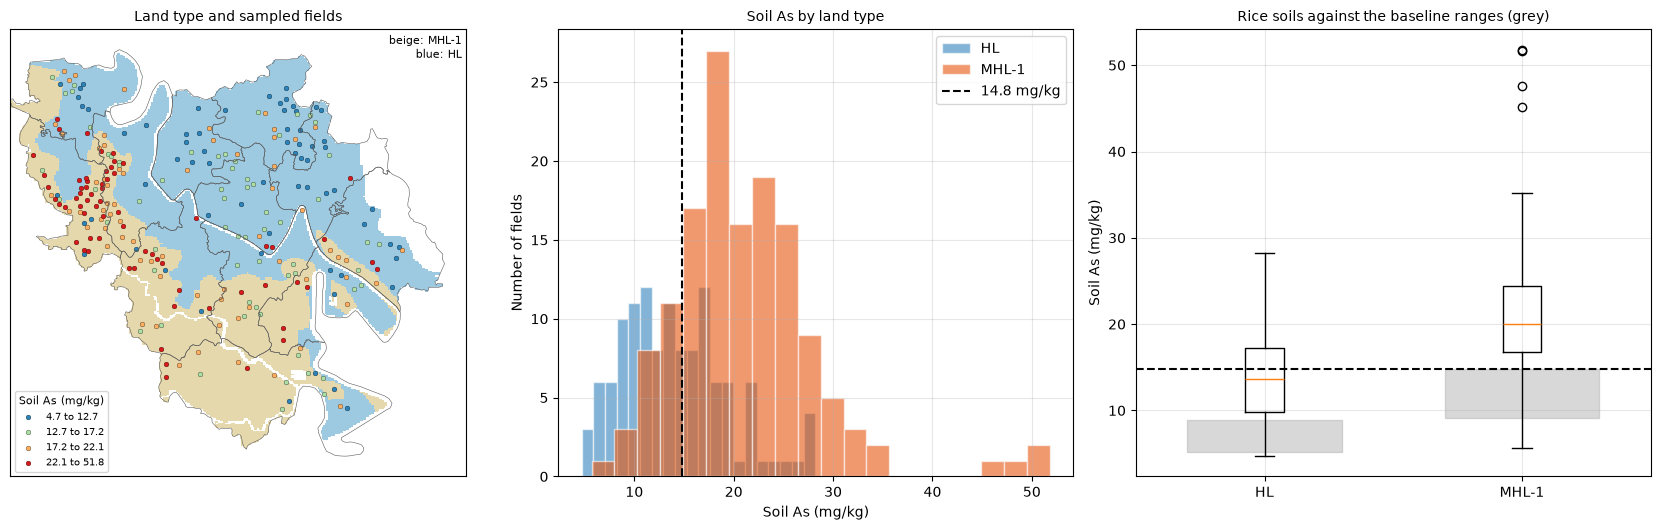 Land type and sampled fields
beige: MHL-1
blue: HL
Soil As (mg/kg)
4.7 to 12.7
12.7 to 17.2
17.2 to 22.1
22.1 to 51.8
Soil As by land type
Number of fields
25
20
15
10
5
0
HL
MHL-1
14.8 mg/kg
10
20
30
40
50
Soil As (mg/kg)
Rice soils against the baseline ranges (grey)
Soil As (mg/kg)
50
40
30
20
10
HL
MHL-1